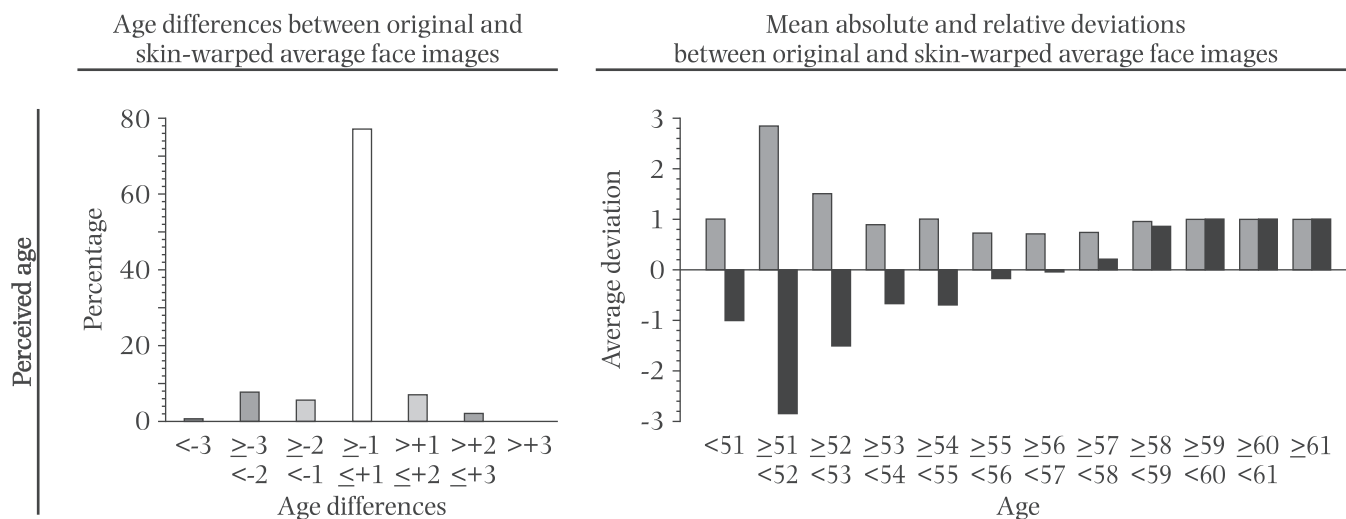 Age differences between original and
skin-warped average face images
Perceived age
Percentage
80
60
40
20
0
<-3 ≥-3 ≥-2 ≥-1 >+1 >+2 >+3
<-2 <-1 ≤+1 ≤+2 ≤+3
Age differences
Mean absolute and relative deviations
between original and skin-warped average face images
Average deviation
3
2
1
0
-1
-2
-3
<51 ≥51 ≥52 ≥53 ≥54 ≥55 ≥56 ≥57 ≥58 ≥59 ≥60 ≥61
<52 <53 <54 <55 <56 <57 <58 <59 <60 <61
Age